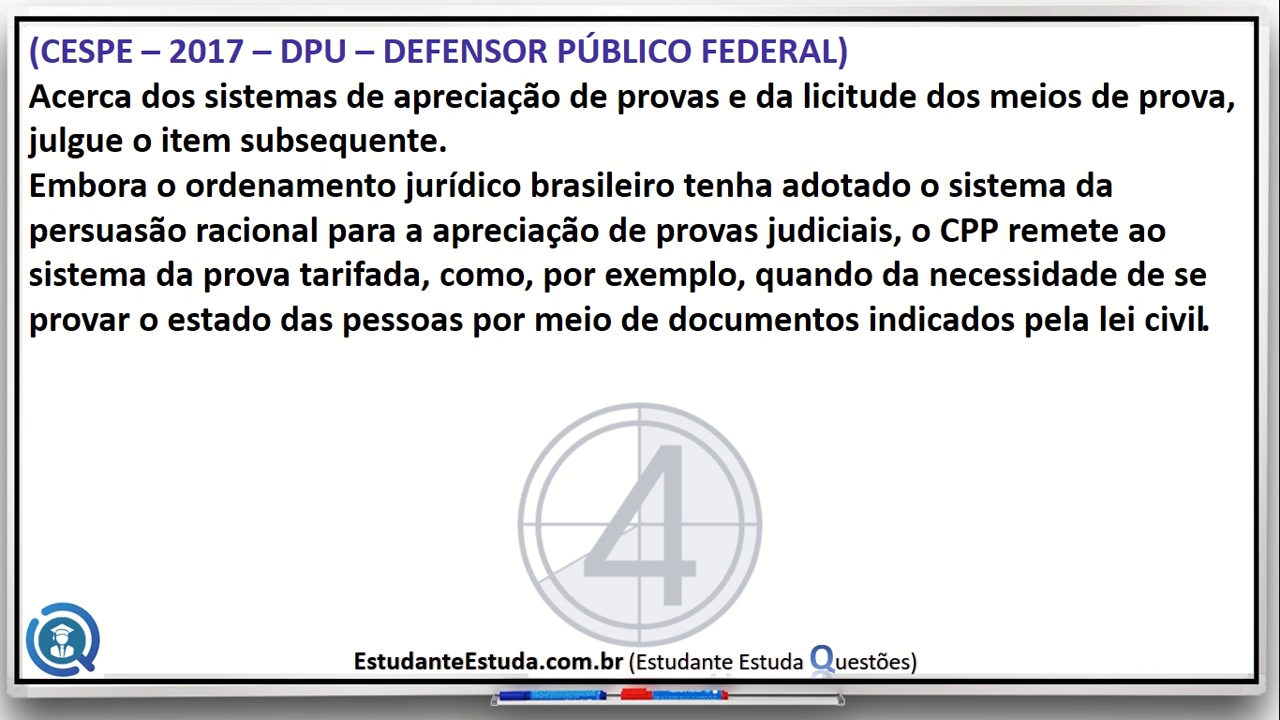 (CESPE – 2017 – DPU – DEFENSOR PÚBLICO FEDERAL)
Acerca dos sistemas de apreciação de provas e da licitude dos meios de prova,
julgue o item subsequente.
Embora o ordenamento jurídico brasileiro tenha adotado o sistema da
persuasão racional para a apreciação de provas judiciais, o CPP remete ao
sistema da prova tarifada, como, por exemplo, quando da necessidade de se
provar o estado das pessoas por meio de documentos indicados pela lei civil.
4
EstudanteEstuda.com.br (Estudante Estuda Questões)